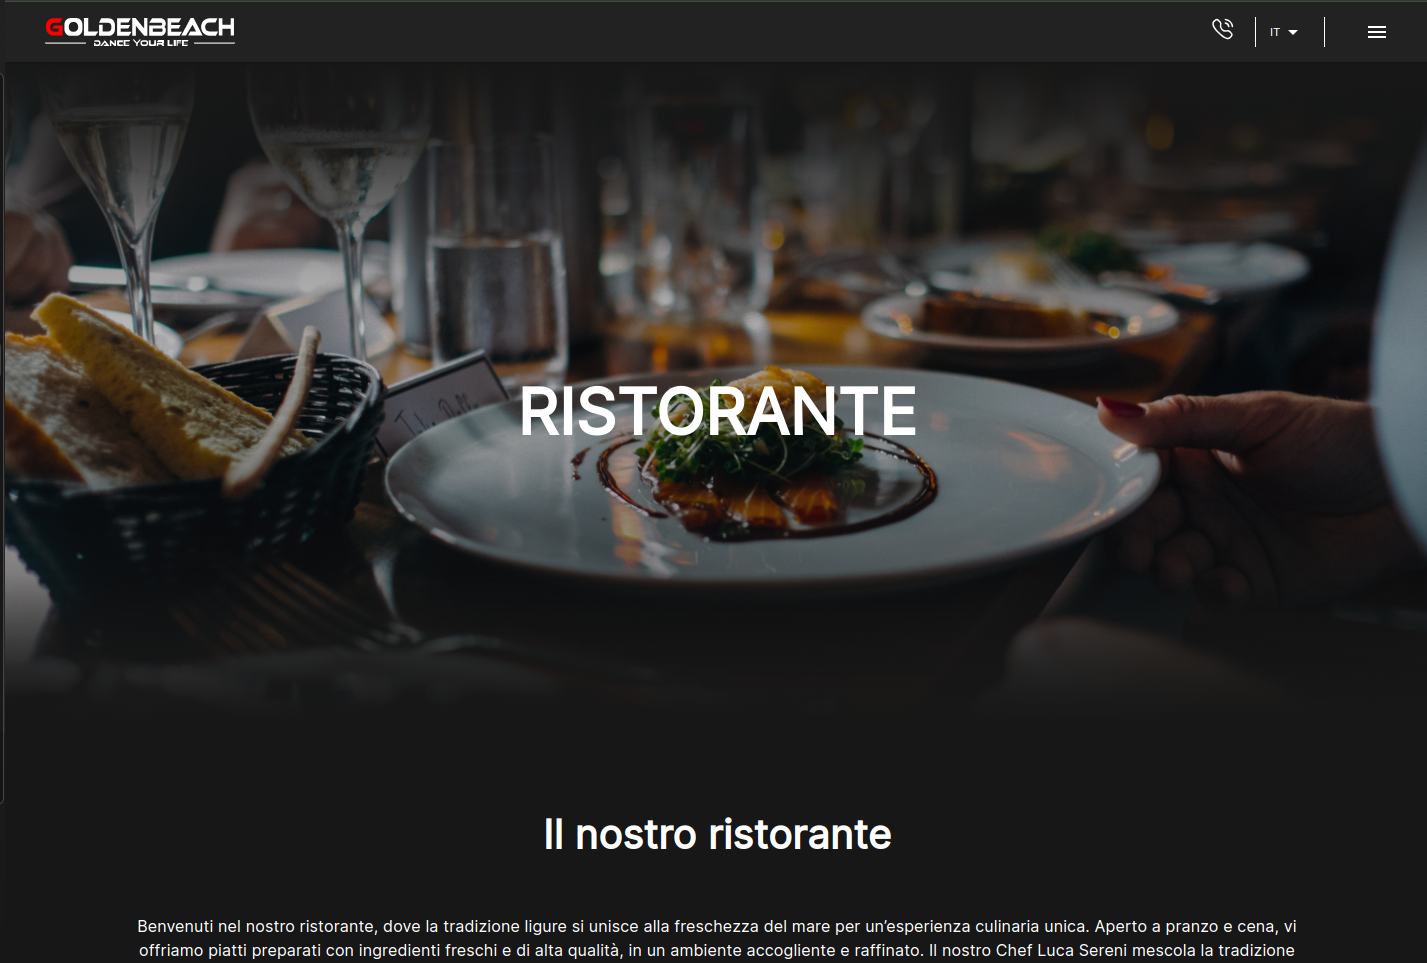 GOLDENBEACH
DANCE YOUR LIFE
IT
RISTORANTE
Il nostro ristorante
Benvenuti nel nostro ristorante, dove la tradizione ligure si unisce alla freschezza del mare per un’esperienza culinaria unica. Aperto a pranzo e cena, vi
offriamo piatti preparati con ingredienti freschi e di alta qualità, in un ambiente accogliente e raffinato. Il nostro Chef Luca Sereni mescola la tradizione